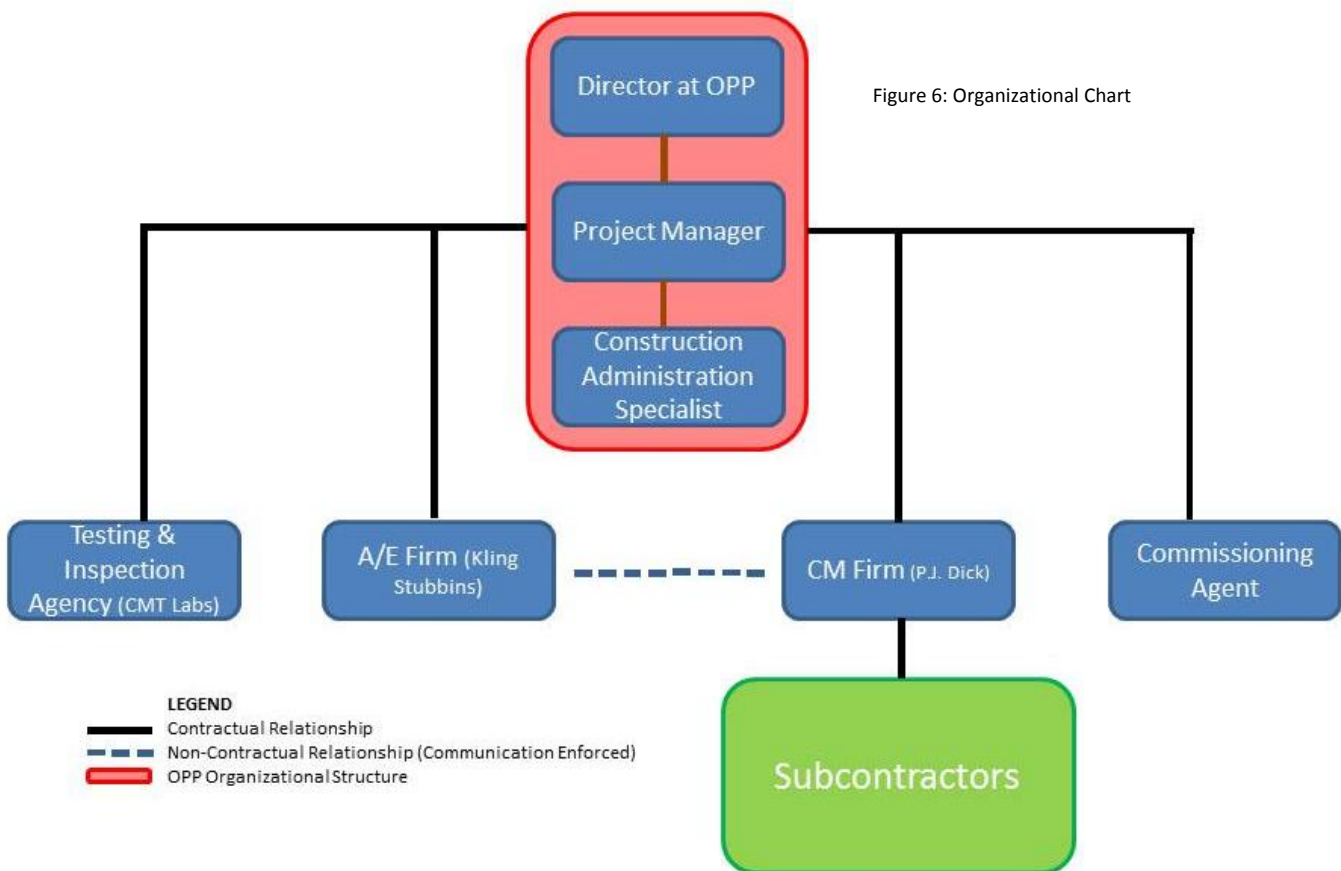 Director at OPP
Figure 6: Organizational Chart
Project Manager
Construction
Administration
Specialist
Testing &
Inspection
Agency (CMT Labs)
A/E Firm (Kling
Stubbins)
CM Firm (P.J. Dick)
Commissioning
Agent
LEGEND
Contractual Relationship
Non-Contractual Relationship (Communication Enforced)
OPP Organizational Structure
Subcontractors